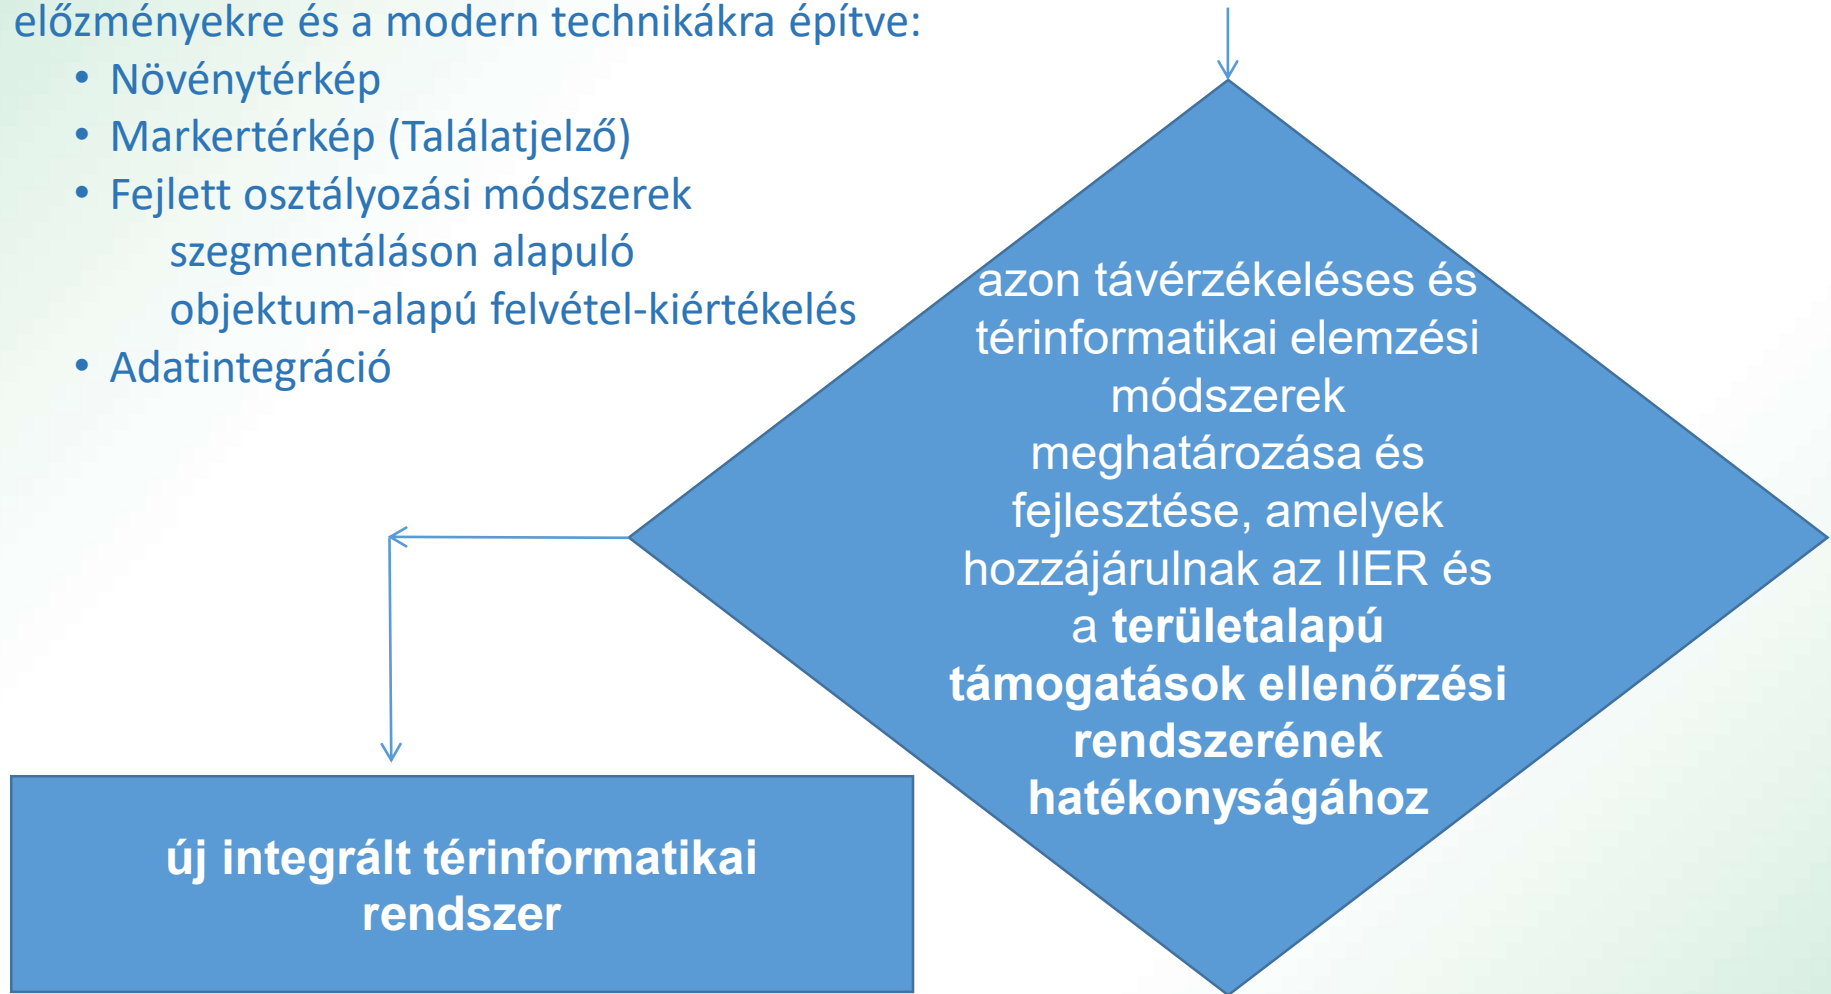 előzményekre és a modern technikákra építve:
• Növénytérkép
• Markertérkép (Találatjelző)
• Fejlett osztályozási módszerek
szegmentáláson alapuló
objektum-alapú felvétel-kiértékelés
• Adatintegráció
azon távérzékeléses és
térinformatikai elemzési
módszerek
meghatározása és
fejlesztése, amelyek
hozzájárulnak az IIER és
a területalapú
támogatások ellenőrzési
rendszerének
hatékonyságához
új integrált térinformatikai
rendszer